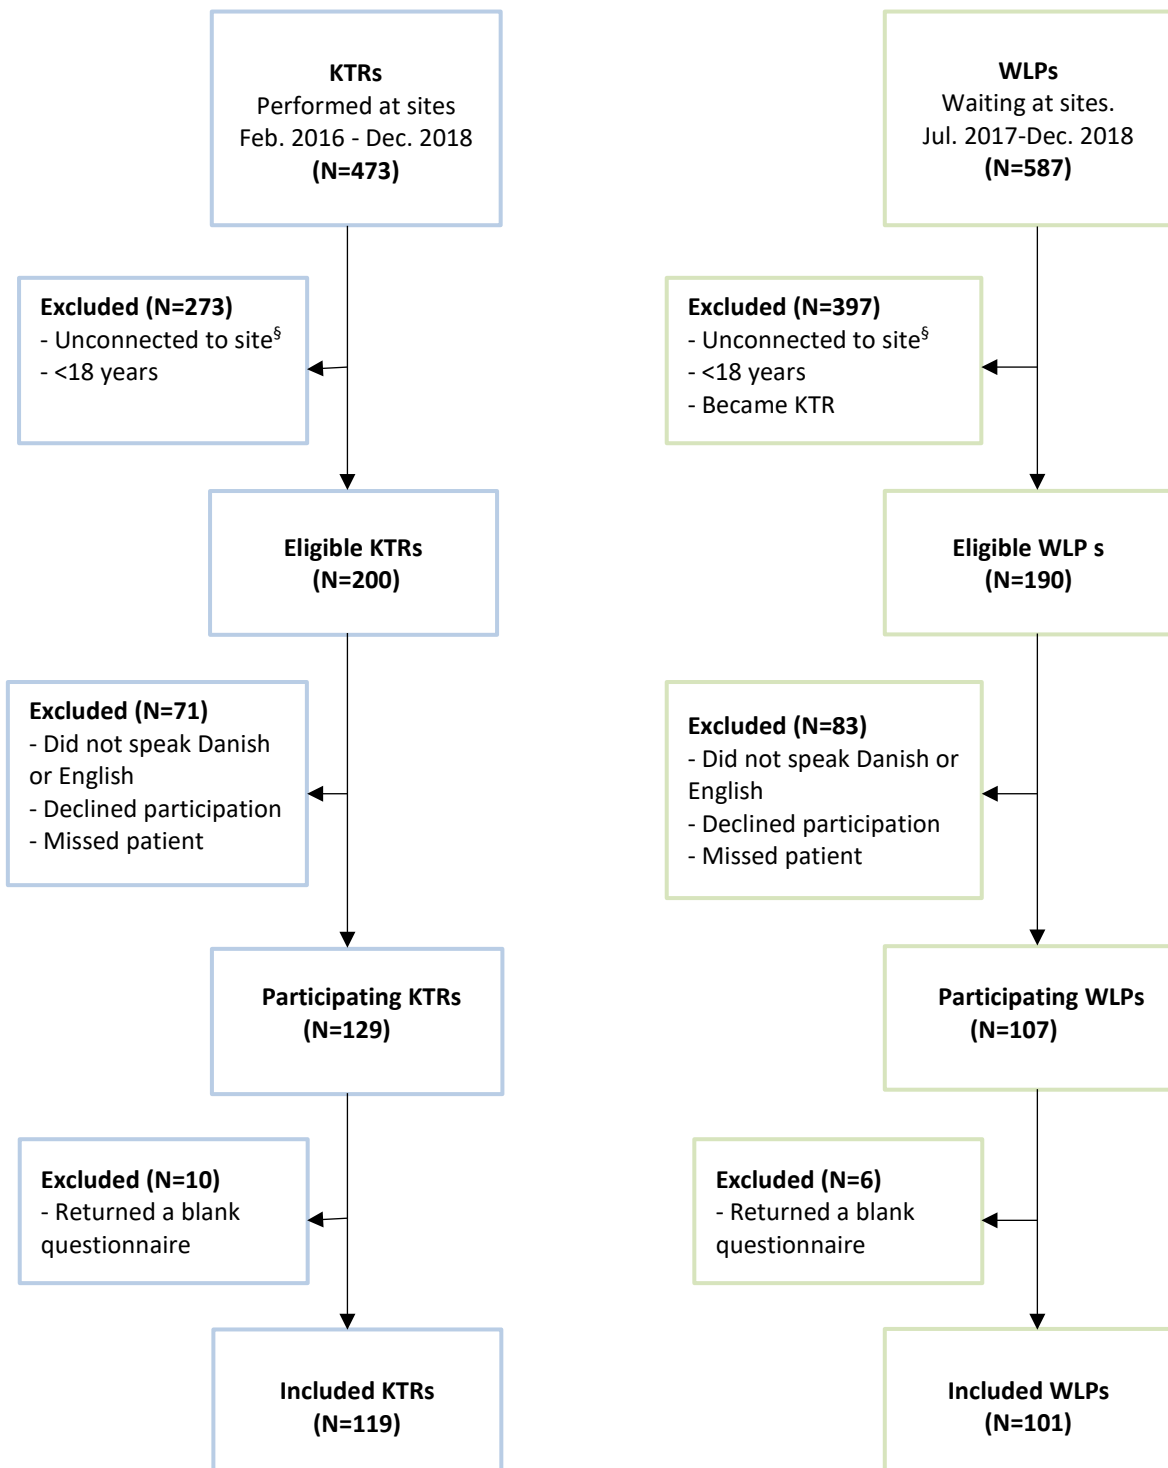 KTRs
Performed at sites
Feb. 2016 - Dec. 2018
(N=473)
WLPs
Waiting at sites.
Jul. 2017-Dec. 2018
(N=587)
Excluded (N=273)
- Unconnected to site§
- <18 years
Excluded (N=397)
- Unconnected to site§
- <18 years
- Became KTR
Eligible KTRs
(N=200)
Eligible WLP s
(N=190)
Excluded (N=71)
- Did not speak Danish
or English
- Declined participation
- Missed patient
Excluded (N=83)
- Did not speak Danish or
English
- Declined participation
- Missed patient
Participating KTRs
(N=129)
Participating WLPs
(N=107)
Excluded (N=10)
- Returned a blank
questionnaire
Excluded (N=6)
- Returned a blank
questionnaire
Included KTRs
(N=119)
Included WLPs
(N=101)